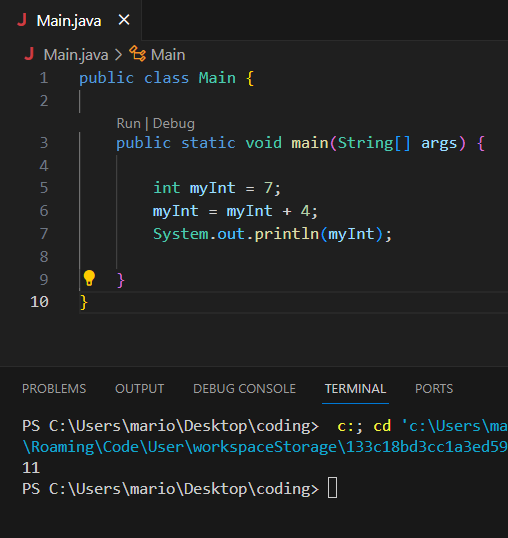 Main.java
Main.java > Main
1 public class Main {
2
Run | Debug
3 public static void main(String[] args) {
4
5 int myInt = 7;
6 myInt = myInt + 4;
7 System.out.println(myInt);
8
9 }
10 }
PROBLEMS OUTPUT DEBUG CONSOLE TERMINAL PORTS
PS C:\Users\mario\Desktop\coding> c:; cd 'c:\Users\ma
\Roaming\Code\User\workspaceStorage\133c18bd3cc1a3ed59
11
PS C:\Users\mario\Desktop\coding>